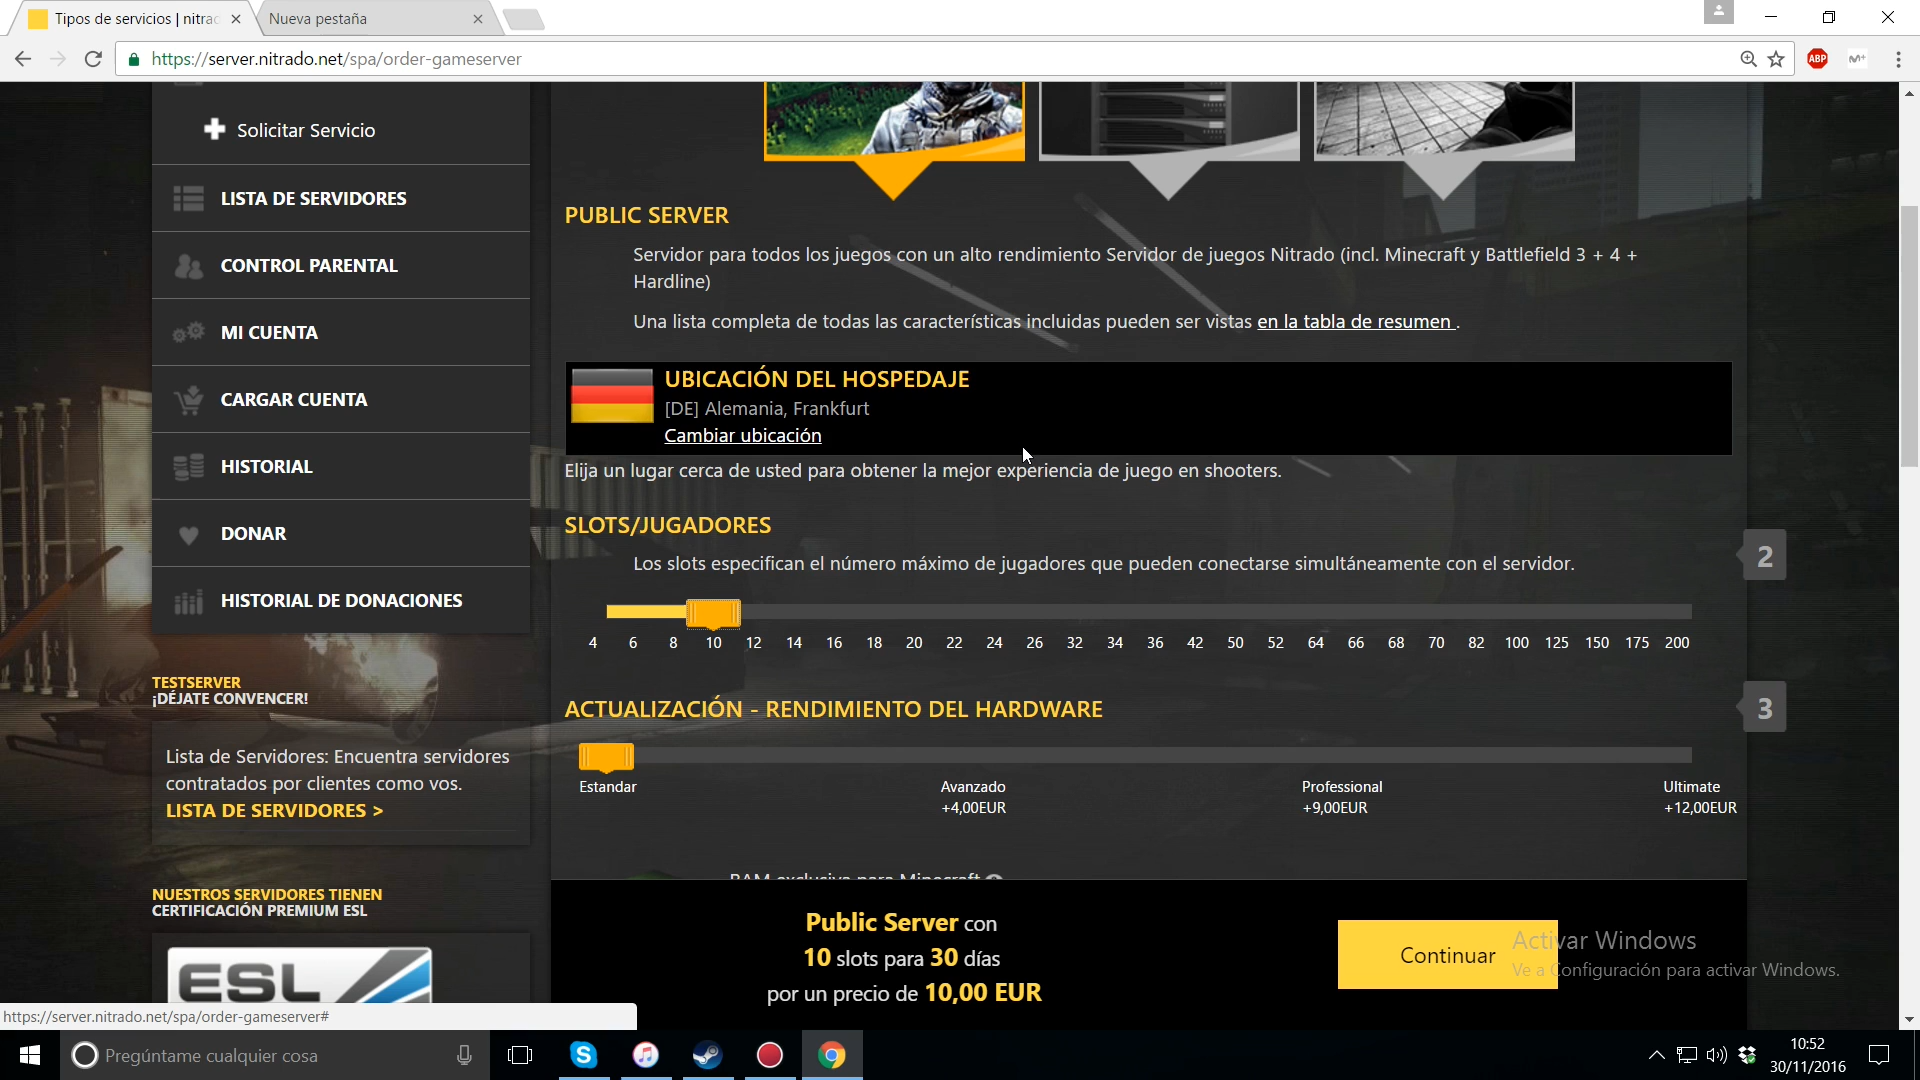 Tipos de servicios | nitrad
Nueva pestaña
https://server.nitrado.net/spa/order-gameserver
ABP
M+
Solicitar Servicio
LISTA DE SERVIDORES
CONTROL PARENTAL
MI CUENTA
CARGAR CUENTA
HISTORIAL
DONAR
HISTORIAL DE DONACIONES
TESTSERVER
¡DÉJATE CONVENCER!
Lista de Servidores: Encuentra servidores
contratados por clientes como vos.
LISTA DE SERVIDORES >
NUESTROS SERVIDORES TIENEN
CERTIFICACIÓN PREMIUM ESL
ESL
PUBLIC SERVER
Servidor para todos los juegos con un alto rendimiento Servidor de juegos Nitrado (incl. Minecraft y Battlefield 3 + 4 +
Hardline)
Una lista completa de todas las características incluidas pueden ser vistas en la tabla de resumen .
UBICACIÓN DEL HOSPEDAJE
[DE] Alemania, Frankfurt
Cambiar ubicación
Elija un lugar cerca de usted para obtener la mejor experiencia de juego en shooters.
SLOTS/JUGADORES
2
Los slots especifican el número máximo de jugadores que pueden conectarse simultáneamente con el servidor.
4 6 8 10 12 14 16 18 20 22 24 26 32 34 36 42 50 52 64 66 68 70 82 100 125 150 175 200
ACTUALIZACIÓN - RENDIMIENTO DEL HARDWARE
3
Estandar Avanzado Professional Ultimate
+4,00EUR +9,00EUR +12,00EUR
RAM exclusiva para Minecraft
Public Server con
10 slots para 30 días
por un precio de 10,00 EUR
Continuar
Activar Windows
Ve a Configuración para activar Windows.
https://server.nitrado.net/spa/order-gameserver#
Pregúntame cualquier cosa
10:52
30/11/2016